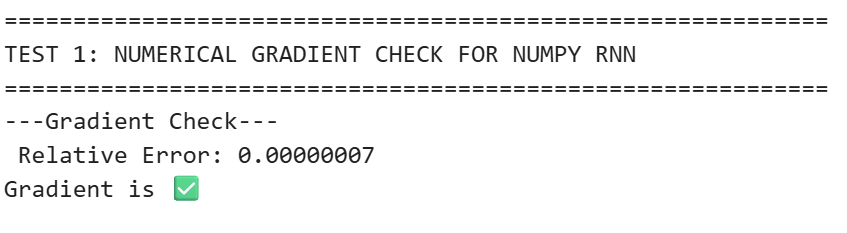 ============================================================
TEST 1: NUMERICAL GRADIENT CHECK FOR NUMPY RNN
============================================================
---Gradient Check---
 Relative Error: 0.00000007
Gradient is ✅